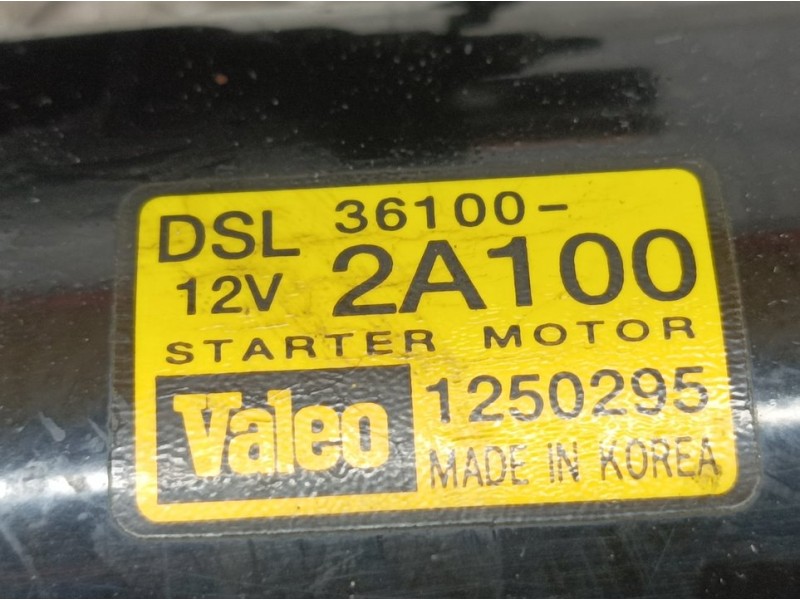 DSL 36100-
12V 2A100
STARTER MOTOR
Valeo 1250295
MADE IN KOREA